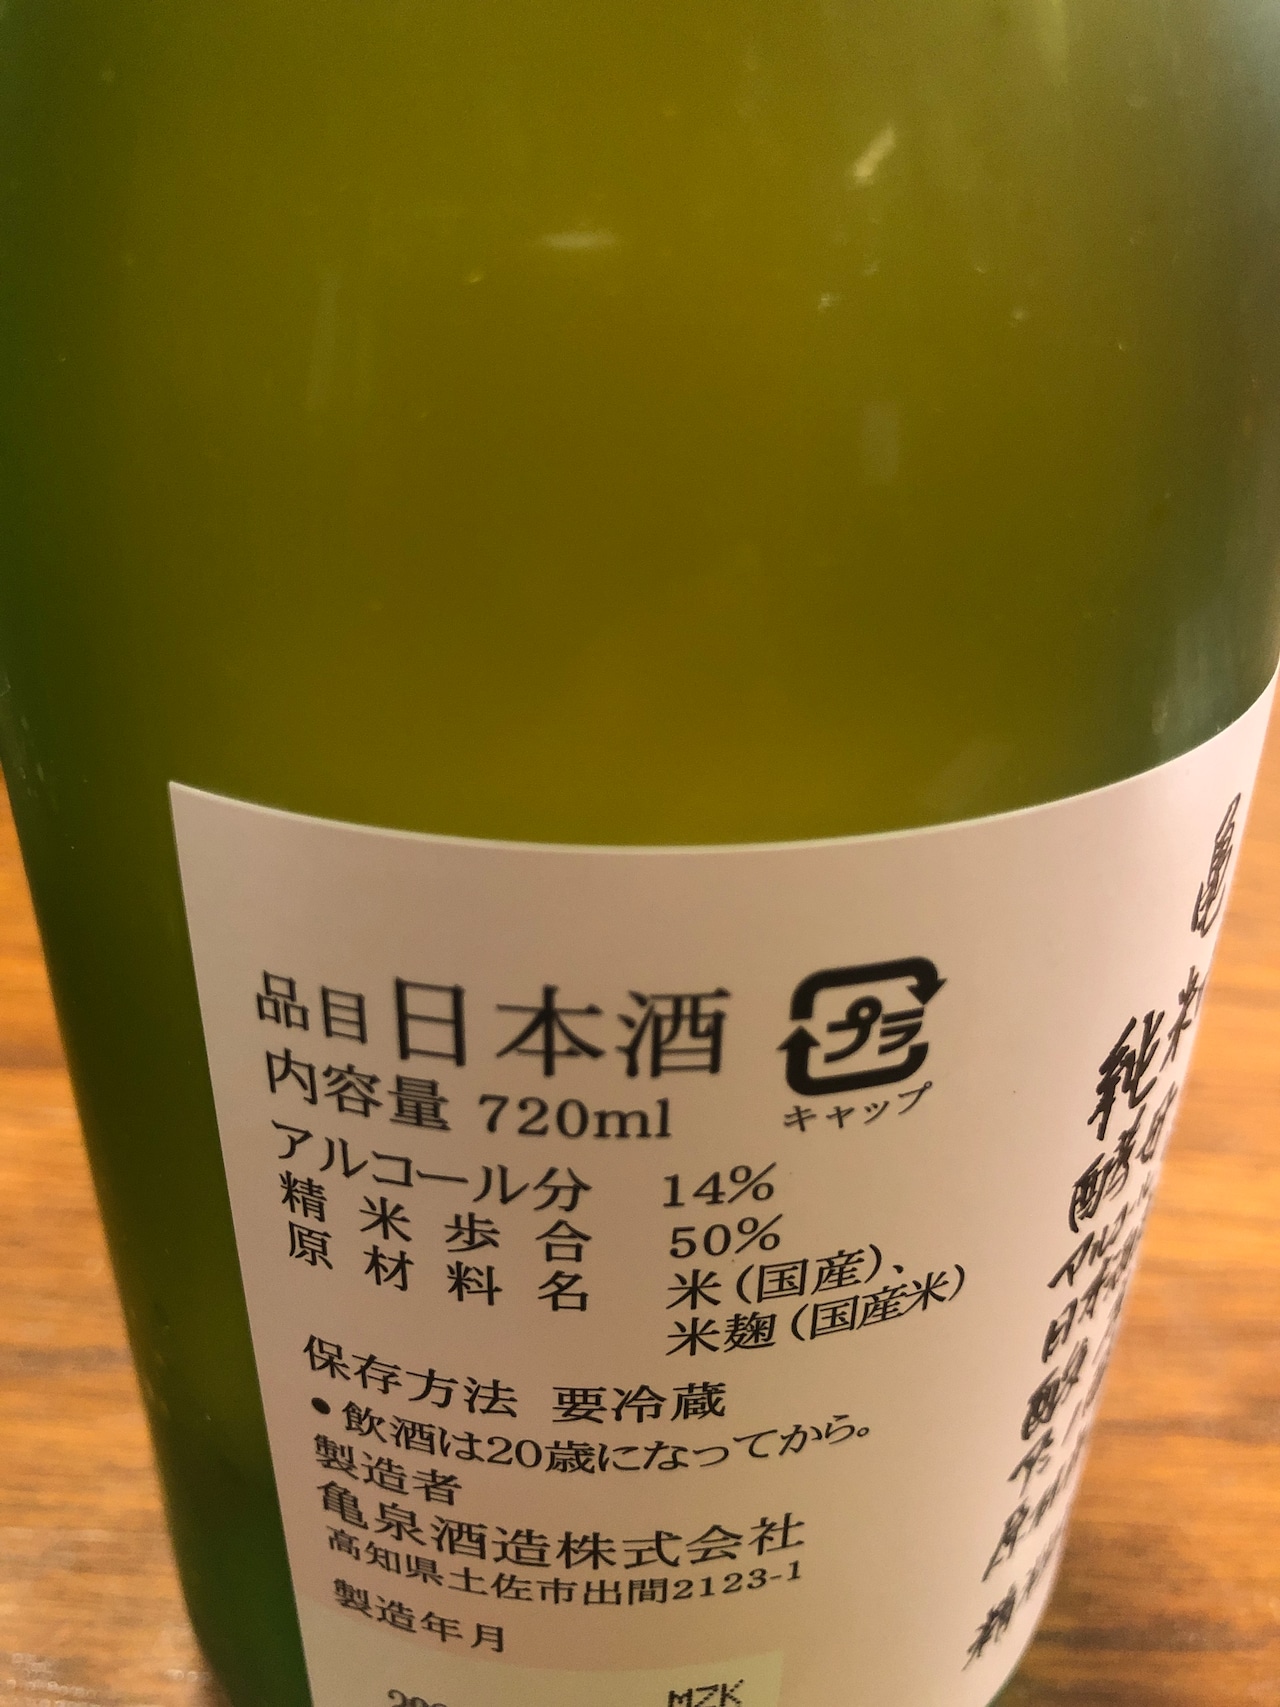 品目 日本酒
プラ
キャップ
内容量 720ml
アルコール分 14%
精米歩合 50%
原材料名 米(国産)、
米麹(国産米)
保存方法 要冷蔵
•飲酒は20歳になってから。
製造者
亀泉酒造株式会社
高知県土佐市出間2123-1
製造年月
MZK
亀
純米